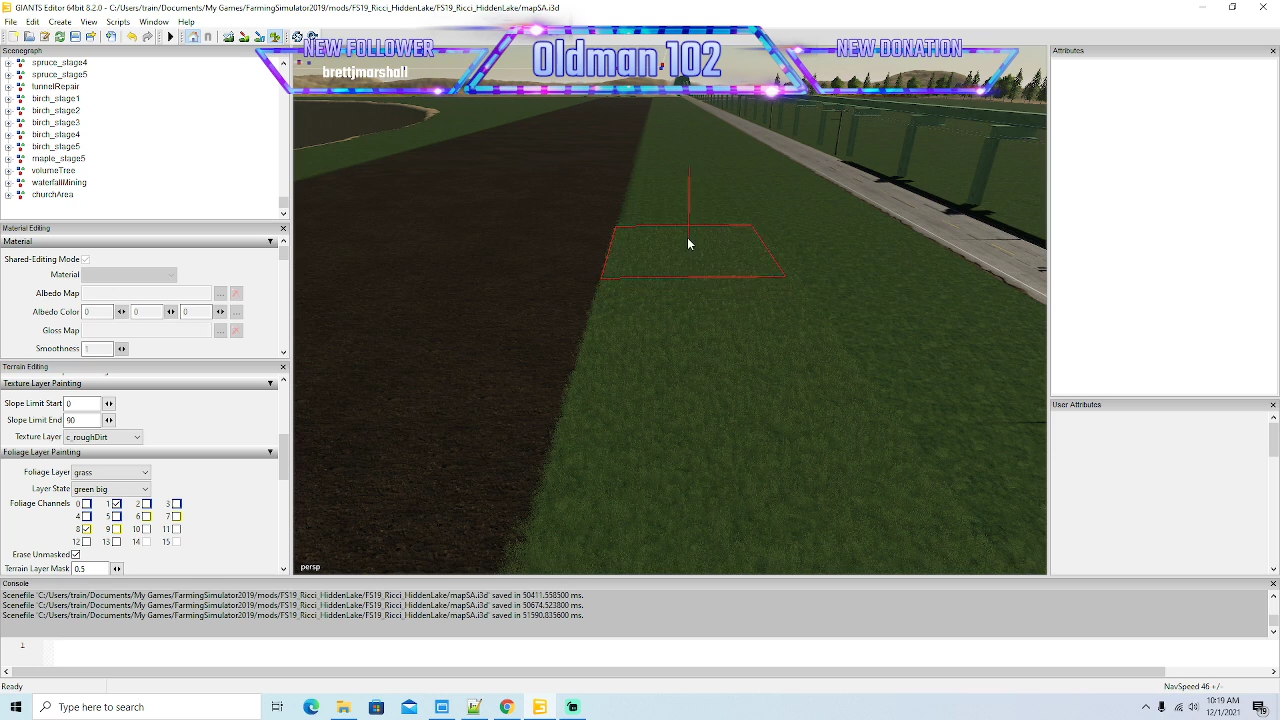 GIANTS Editor 64bit 8.2.0 - C:/Users/train/Documents/My Games/FarmingSimulator2019/mods/FS19_Ricci_HiddenLake/FS19_Ricci_HiddenLake/mapSA.i3d
File Edit View
NEW FOLLOWER
brettjmarshall
Oldman 102
NEW DONATION
Scenegraph
spruce_stage4
spruce_stage5
lumberYard
birch_stage1
birch_stage2
birch_stage3
birch_stage4
birch_stage5
maple_stage5
volumeTree
waterfallMining
churchArea
Material Editing
Material
Shared-Editing Mode
Material
Albedo Map
Albedo Color 0 0 0
Gloss Map
Smoothness 1
Terrain Editing
Texture Layer Painting
Slope Limit Start 0
Slope Limit End 90
Texture Layer c_roughDirt
Foliage Layer Painting
Foliage Layer grass
Layer State green big
Foliage Channels 0 1 2 3
4 5 6 7
8 9 10 11
12 13 14 15
Erase Unmasked
Terrain Layer Mask 0.5
persp
Attributes
User Attributes
Console
Scenefile 'C:/Users/train/Documents/My Games/FarmingSimulator2019/mods/FS19_Ricci_HiddenLake/FS19_Ricci_HiddenLake/mapSA.i3d' saved in 50411.558500 ms.
Scenefile 'C:/Users/train/Documents/My Games/FarmingSimulator2019/mods/FS19_Ricci_HiddenLake/FS19_Ricci_HiddenLake/mapSA.i3d' saved in 50674.523800 ms.
Scenefile 'C:/Users/train/Documents/My Games/FarmingSimulator2019/mods/FS19_Ricci_HiddenLake/FS19_Ricci_HiddenLake/mapSA.i3d' saved in 51590.835600 ms.
1
Ready
NavSpeed 46 +/-
Type here to search
10:19 AM
12/1/2021